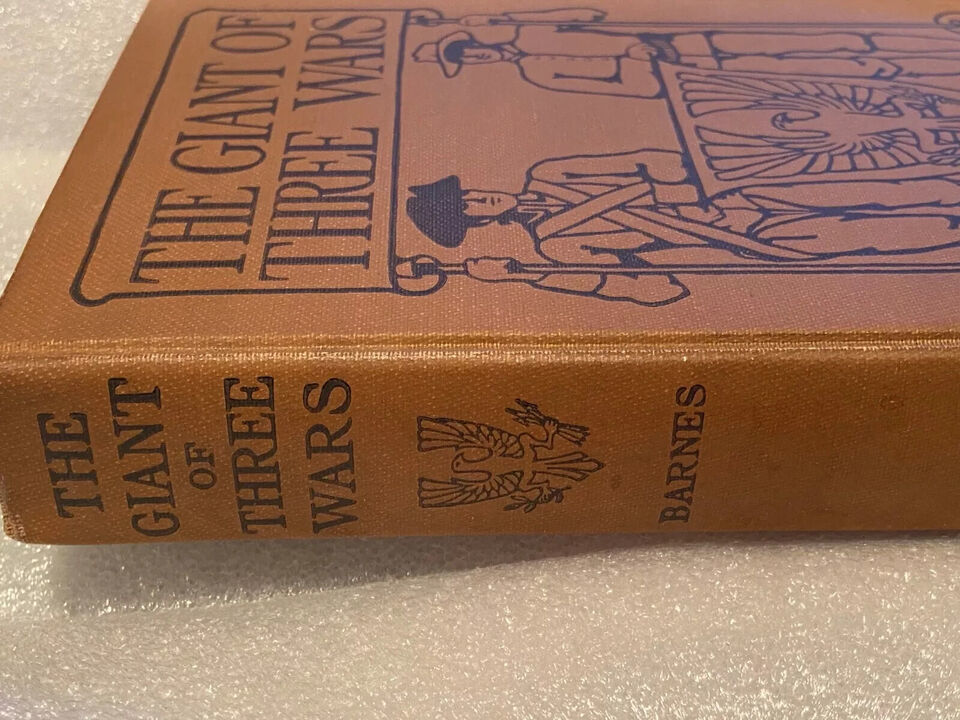 THE GIANT OF
THREE WARS
THE
GIANT
OF
THREE
WARS
BARNES